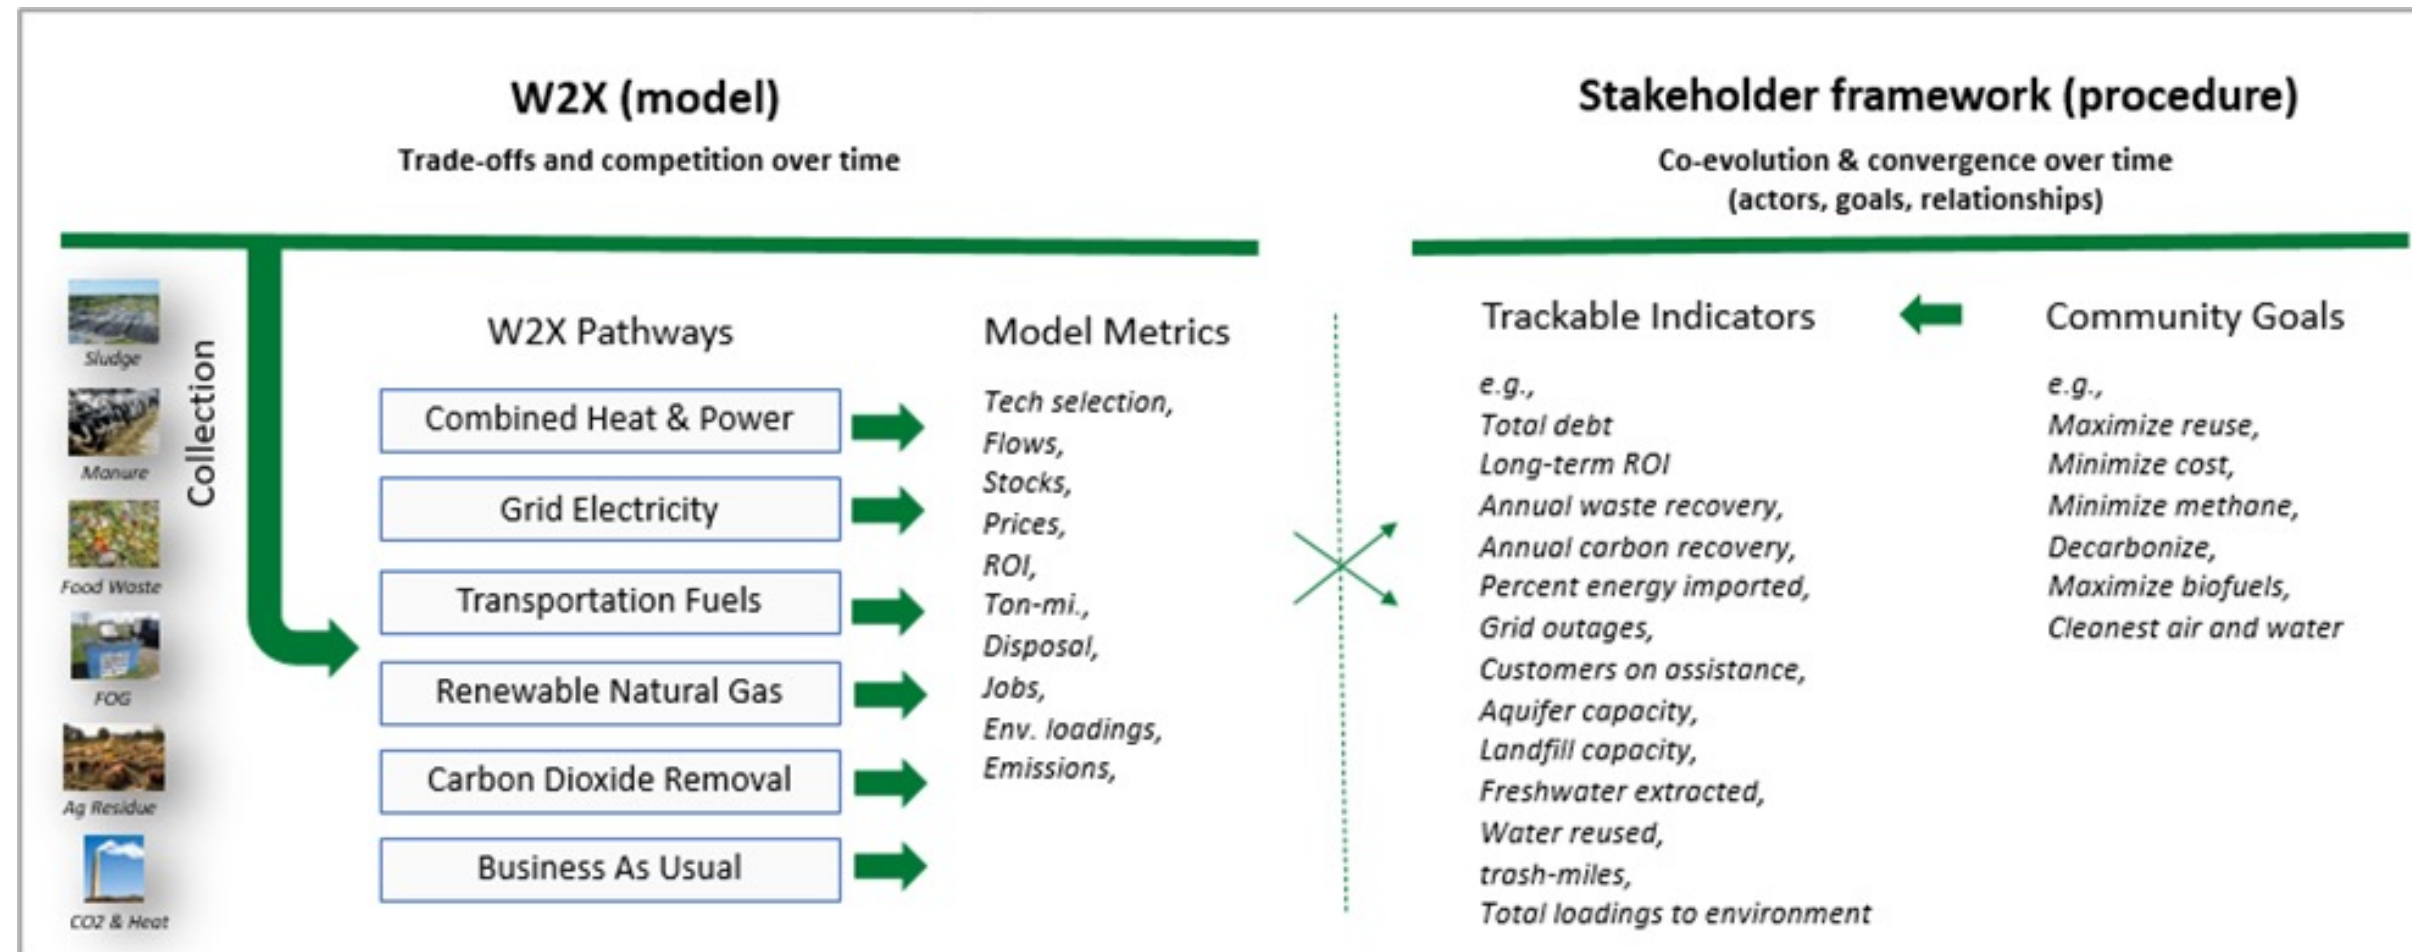 W2X (model)
Trade-offs and competition over time
Sludge
Manure
Food Waste
FOG
Ag Residue
CO2 & Heat
Collection
W2X Pathways
Combined Heat & Power
Grid Electricity
Transportation Fuels
Renewable Natural Gas
Carbon Dioxide Removal
Business As Usual
Model Metrics
Tech selection,
Flows,
Stocks,
Prices,
ROI,
Ton-mi.,
Disposal,
Jobs,
Env. loadings,
Emissions,
Stakeholder framework (procedure)
Co-evolution & convergence over time
(actors, goals, relationships)
Trackable Indicators
e.g.,
Total debt
Long-term ROI
Annual waste recovery,
Annual carbon recovery,
Percent energy imported,
Grid outages,
Customers on assistance,
Aquifer capacity,
Landfill capacity,
Freshwater extracted,
Water reused,
trash-miles,
Total loadings to environment
Community Goals
e.g.,
Maximize reuse,
Minimize cost,
Minimize methane,
Decarbonize,
Maximize biofuels,
Cleanest air and water